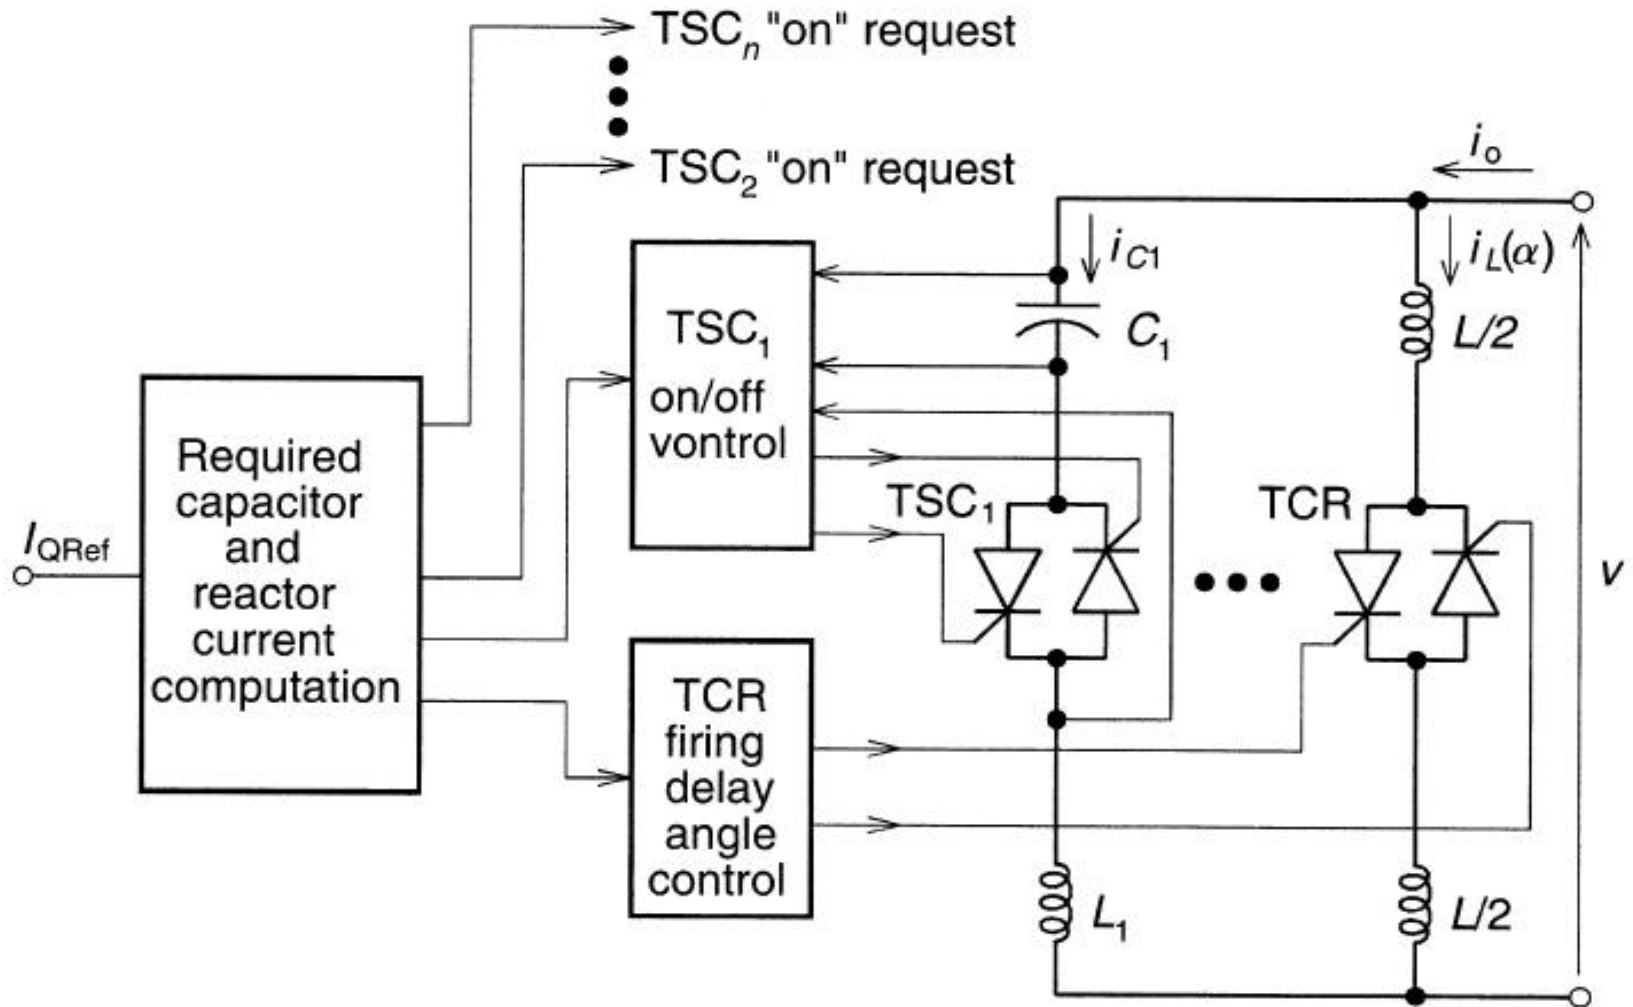 TSCn "on" request
TSC2 "on" request
io
iC1
iL(α)
TSC1
on/off
vontrol
C1
L/2
Required
capacitor
and
reactor
current
computation
IQRef
TSC1
TCR
v
TCR
firing
delay
angle
control
L1
L/2